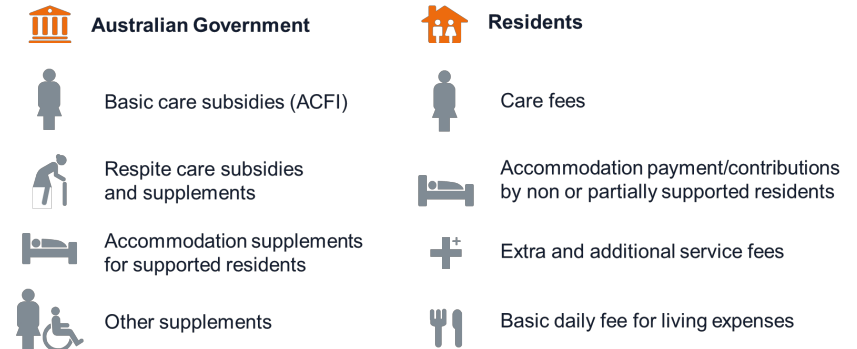 Australian Government
Basic care subsidies (ACFI)
Respite care subsidies
and supplements
Accommodation supplements
for supported residents
Other supplements
Residents
Care fees
Accommodation payment/contributions
by non or partially supported residents
Extra and additional service fees
Basic daily fee for living expenses